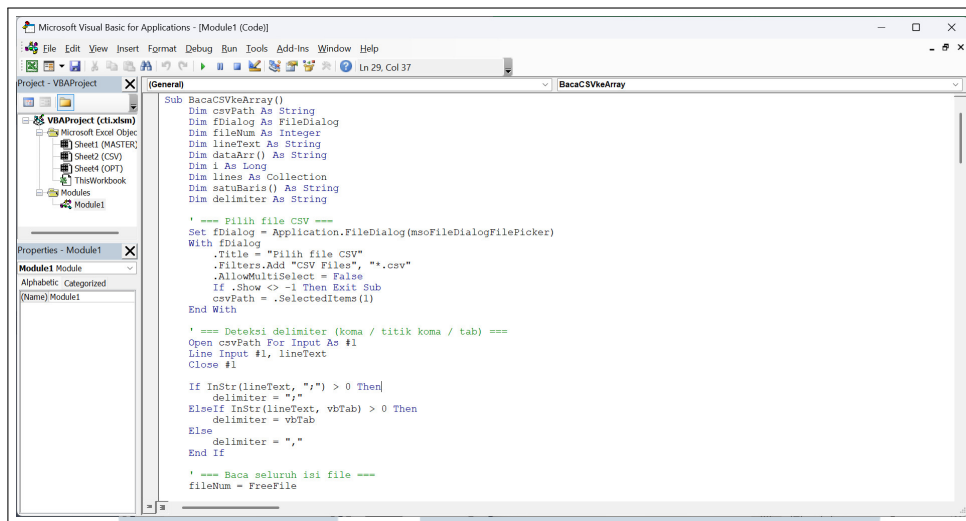 Microsoft Visual Basic for Applications - [Module1 (Code)]
File Edit View Insert Format Debug Run Tools Add-Ins Window Help
Ln 29, Col 37
Project - VBAProject
VBAProject (cti.xlsm)
Microsoft Excel Objec
Sheet1 (MASTER)
Sheet2 (CSV)
Sheet4 (OPT)
ThisWorkbook
Modules
Module1
Properties - Module1
Module1 Module
Alphabetic Categorized
(Name) Module1
(General)
BacaCSVkeArray
Sub BacaCSVkeArray()
Dim csvPath As String
Dim fDialog As FileDialog
Dim fileNum As Integer
Dim lineText As String
Dim dataArr() As String
Dim i As Long
Dim lines As Collection
Dim satuBaris() As String
Dim delimiter As String
' === Pilih file CSV ===
Set fDialog = Application.FileDialog(msoFileDialogFilePicker)
With fDialog
.Title = "Pilih file CSV"
.Filters.Add "CSV Files", "*.csv"
.AllowMultiSelect = False
If .Show <> -1 Then Exit Sub
csvPath = .SelectedItems(1)
End With
' === Deteksi delimiter (koma / titik koma / tab) ===
Open csvPath For Input As #1
Line Input #1, lineText
Close #1
If InStr(lineText, ";") > 0 Then
delimiter = ";"
ElseIf InStr(lineText, vbTab) > 0 Then
delimiter = vbTab
Else
delimiter = ","
End If
' === Baca seluruh isi file ===
fileNum = FreeFile